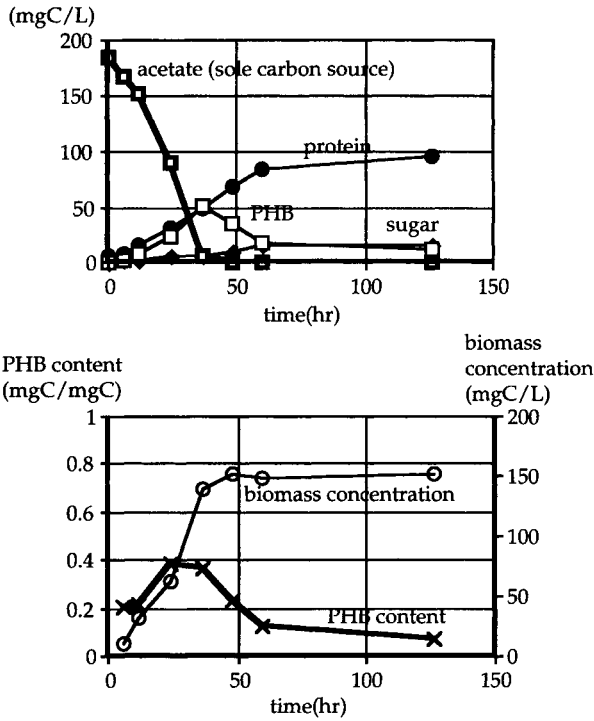 (mgC/L)
200
acetate (sole carbon source)
150
protein
100
PHB
50
sugar
0
0 50 100 150
time(hr)
PHB content
(mgC/mgC)
biomass
concentration
(mgC/L)
1 200
0.8 150
biomass concentration
0.6
100
0.4
50
0.2 PHB content
0 0
0 50 100 150
time(hr)